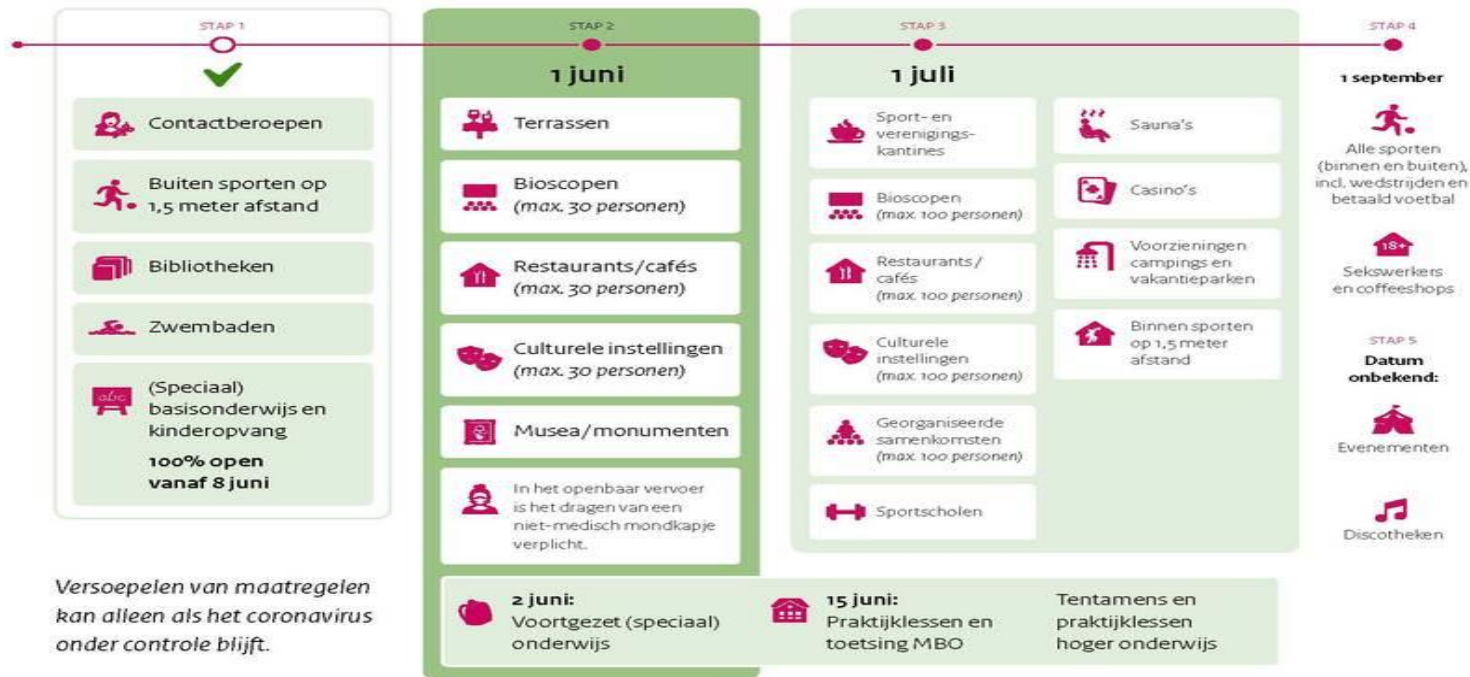 STAP 1
Contactberoepen
Buiten sporten op
1,5 meter afstand
Bibliotheken
Zwembaden
abc
(Speciaal)
basisonderwijs en
kinderopvang
100% open
vanaf 8 juni
Versoepelen van maatregelen
kan alleen als het coronavirus
onder controle blijft.
STAP 2
1 juni
Terrassen
Bioscopen
(max. 30 personen)
Restaurants/cafés
(max. 30 personen)
Culturele instellingen
(max. 30 personen)
Musea/monumenten
In het openbaar vervoer
is het dragen van een
niet-medisch mondkapje
verplicht.
2 juni:
Voortgezet (speciaal)
onderwijs
15 juni:
Praktijklessen en
toetsing MBO
Tentamens en
praktijklessen
hoger onderwijs
STAP 3
1 juli
Sport- en
verenigings-
kantines
Bioscopen
(max. 100 personen)
Restaurants/
cafés
(max. 100 personen)
Culturele
instellingen
(max. 100 personen)
Georganiseerde
samenkomsten
(max. 100 personen)
Sportscholen
Sauna's
Casino's
Voorzieningen
campings en
vakantieparken
Binnen sporten
op 1,5 meter
afstand
STAP 4
1 september
Alle sporten
(binnen en buiten),
incl. wedstrijden en
betaald voetbal
18+
Sekswerkers
en coffeeshops
STAP 5
Datum
onbekend:
Evenementen
Discotheken